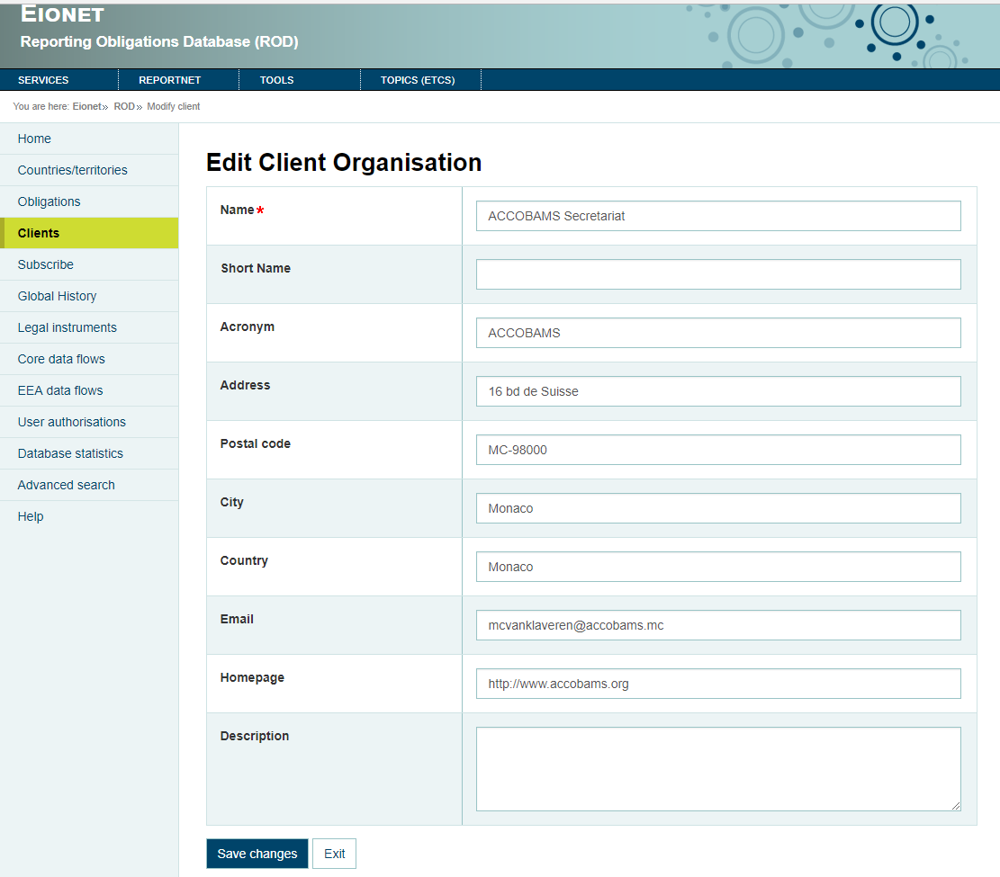 EIONET
Reporting Obligations Database (ROD)
SERVICES REPORTNET TOOLS TOPICS (ETCS)
You are here: Eionet» ROD» Modify client
Home
Countries/territories
Obligations
Clients
Subscribe
Global History
Legal instruments
Core data flows
EEA data flows
User authorisations
Database statistics
Advanced search
Help
Edit Client Organisation
Name* ACCOBAMS Secretariat
Short Name
Acronym ACCOBAMS
Address 16 bd de Suisse
Postal code MC-98000
City Monaco
Country Monaco
Email mcvanklaveren@accobams.mc
Homepage http://www.accobams.org
Description
Save changes Exit